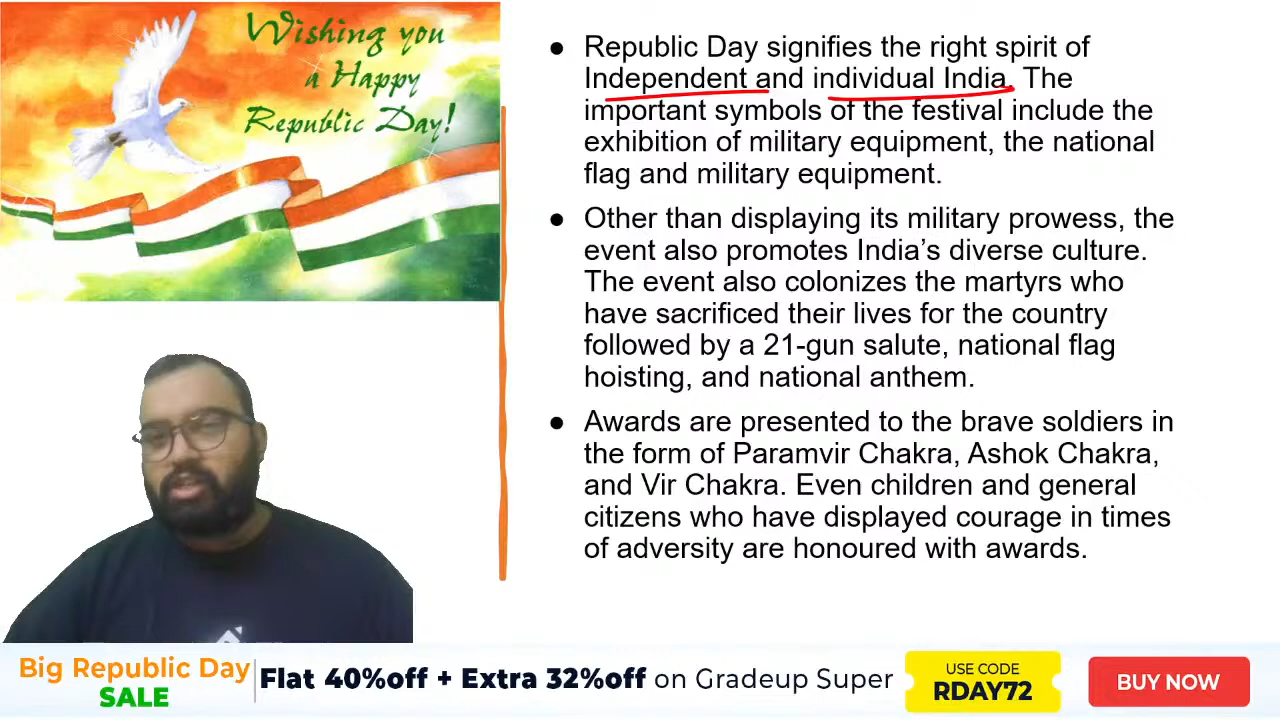 Wishing you
a Happy
Republic Day!
● Republic Day signifies the right spirit of
Independent and individual India. The
important symbols of the festival include the
exhibition of military equipment, the national
flag and military equipment.
● Other than displaying its military prowess, the
event also promotes India’s diverse culture.
The event also colonizes the martyrs who
have sacrificed their lives for the country
followed by a 21-gun salute, national flag
hoisting, and national anthem.
● Awards are presented to the brave soldiers in
the form of Paramvir Chakra, Ashok Chakra,
and Vir Chakra. Even children and general
citizens who have displayed courage in times
of adversity are honoured with awards.
Big Republic Day
SALE
Flat 40%off + Extra 32%off on Gradeup Super
USE CODE
RDAY72
BUY NOW